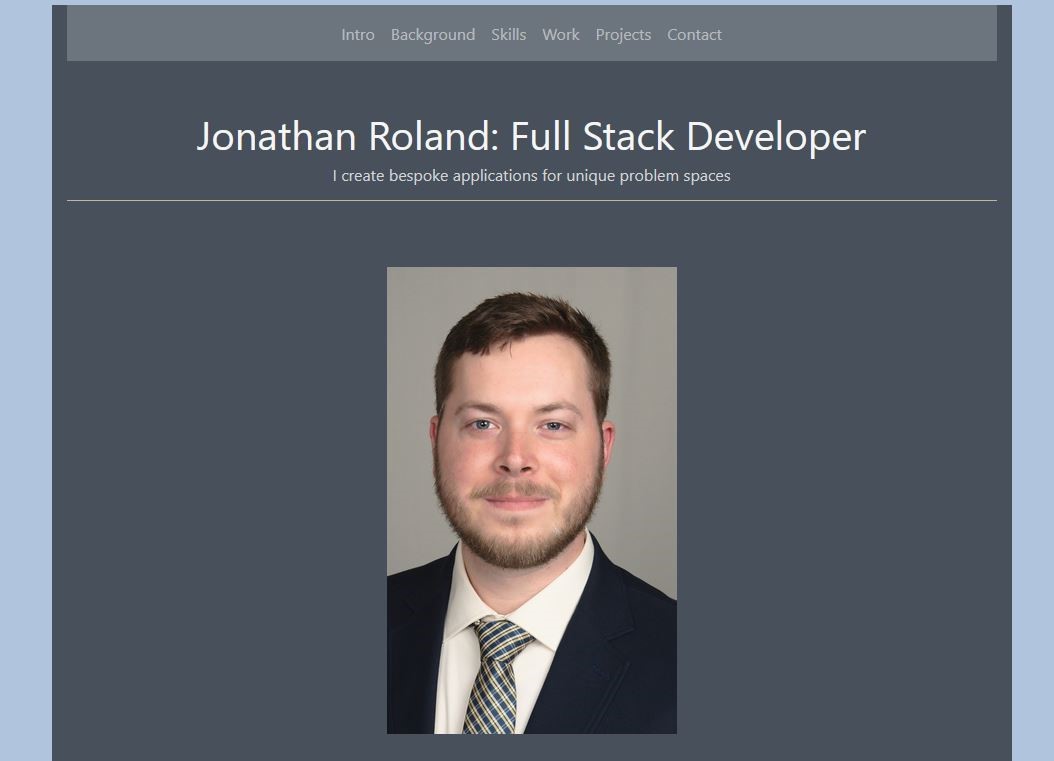 Intro Background Skills Work Projects Contact
Jonathan Roland: Full Stack Developer
I create bespoke applications for unique problem spaces